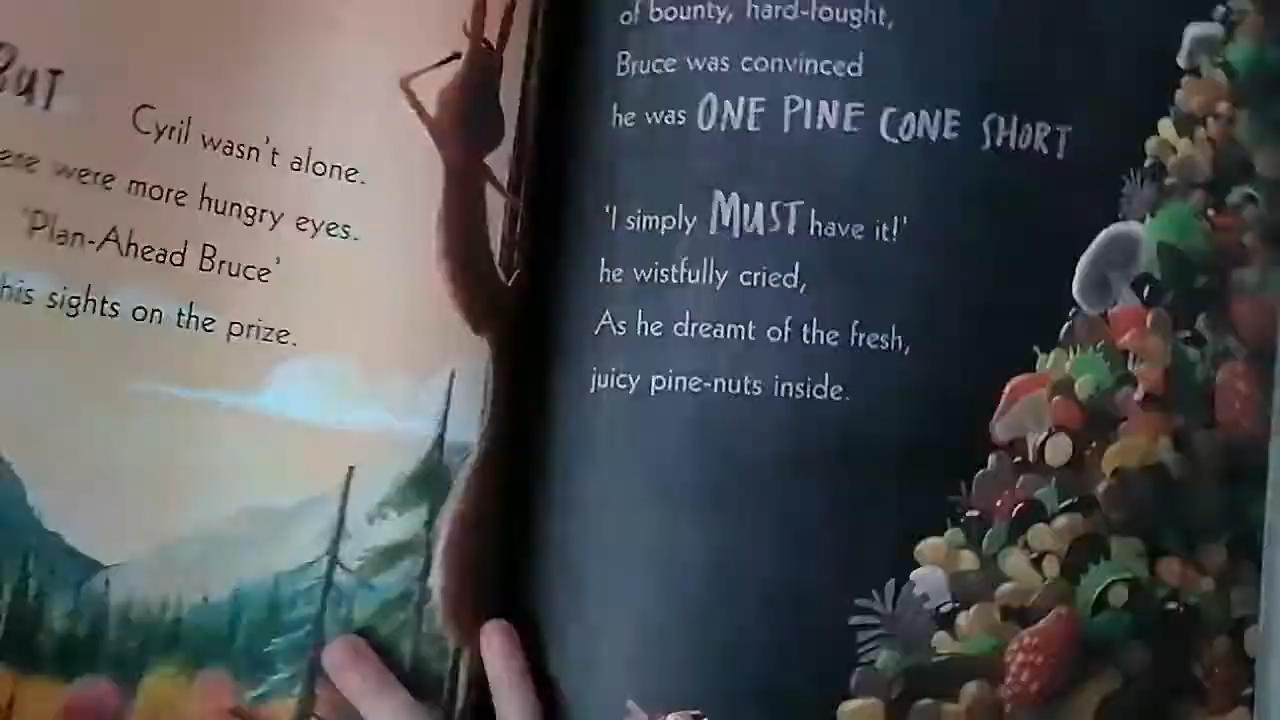 BUT
Cyril wasn't alone.
were more hungry eyes.
'Plan-Ahead Bruce'
his sights on the prize.
of bounty, hard-fought,
Bruce was convinced
he was ONE PINE CONE SHORT
'I simply MUST have it!'
he wistfully cried,
As he dreamt of the fresh,
juicy pine-nuts inside.